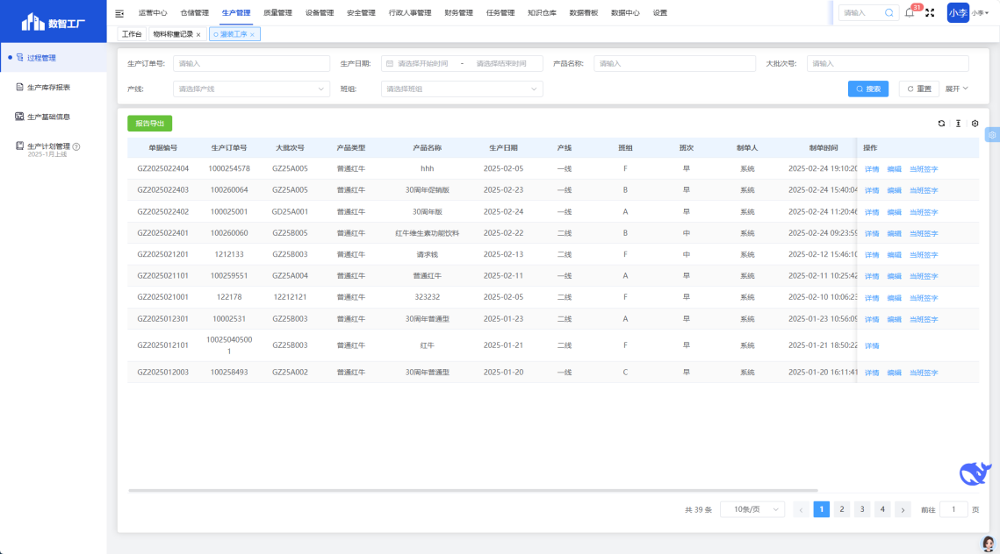 数智工厂
运营中心 仓储管理 生产管理 质量管理 设备管理 安全管理 行政人事管理 财务管理 任务管理 知识仓库 数据看板 数据中心 设置
请输入 31 小李 小李
工作台 物料称重记录 × 灌装工序 ×
过程管理
生产库存报表
生产基础信息
生产计划管理
2025-1月上线
生产订单号: 请输入 生产日期: 请选择开始时间 - 请选择结束时间 产品名称: 请输入 大批次号: 请输入
产线: 请选择产线 班组: 请选择班组 搜索 重置 展开
报告导出
单据编号 生产订单号 大批次号 产品类型 产品名称 生产日期 产线 班组 班次 制单人 制单时间 操作
GZ2025022404 1000254578 GZ25A005 普通红牛 hhh 2025-02-05 一线 F 早 系统 2025-02-24 19:10:20 详情 编辑 当班签字
GZ2025022403 100260064 GZ25A005 普通红牛 30周年促销版 2025-02-23 一线 B 早 系统 2025-02-24 15:40:04 详情 编辑 当班签字
GZ2025022402 100025001 GD25A001 普通红牛 30周年版 2025-02-24 一线 A 早 系统 2025-02-24 11:20:46 详情 编辑 当班签字
GZ2025022401 100260060 GZ25B005 普通红牛 红牛维生素功能饮料 2025-02-22 二线 B 中 系统 2025-02-24 09:23:59 详情 编辑 当班签字
GZ2025021201 1212133 GZ25B003 普通红牛 请求栈 2025-02-13 二线 F 中 系统 2025-02-12 15:46:10 详情 编辑 当班签字
GZ2025021101 100259551 GZ25A004 普通红牛 普通红牛 2025-02-11 一线 A 早 系统 2025-02-11 10:25:42 详情 编辑 当班签字
GZ2025021001 122178 12212121 普通红牛 323232 2025-02-05 二线 F 早 系统 2025-02-10 10:06:23 详情 编辑 当班签字
GZ2025012301 10002531 GZ25B003 普通红牛 30周年普通型 2025-01-23 二线 A 早 系统 2025-01-23 10:56:09 详情 编辑 当班签字
GZ2025012101 10025040500
1 GZ25B003 普通红牛 红牛 2025-01-21 二线 F 早 系统 2025-01-21 18:50:22 详情
GZ2025012003 100258493 GZ25A002 普通红牛 30周年普通型 2025-01-20 一线 C 早 系统 2025-01-20 16:11:41 详情 编辑 当班签字
共 39 条 10条/页 1 2 3 4 前往 1 页